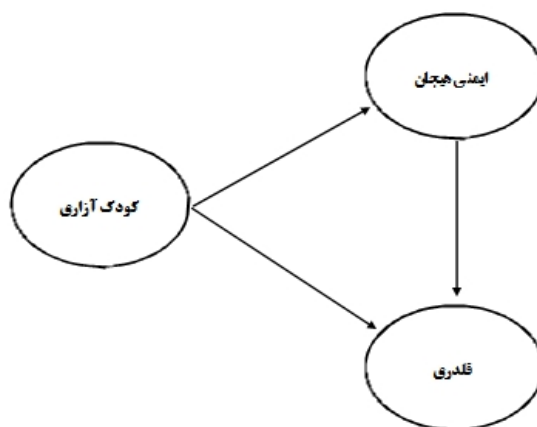 ایمنی هیجان
کودک آزاری
قلدری